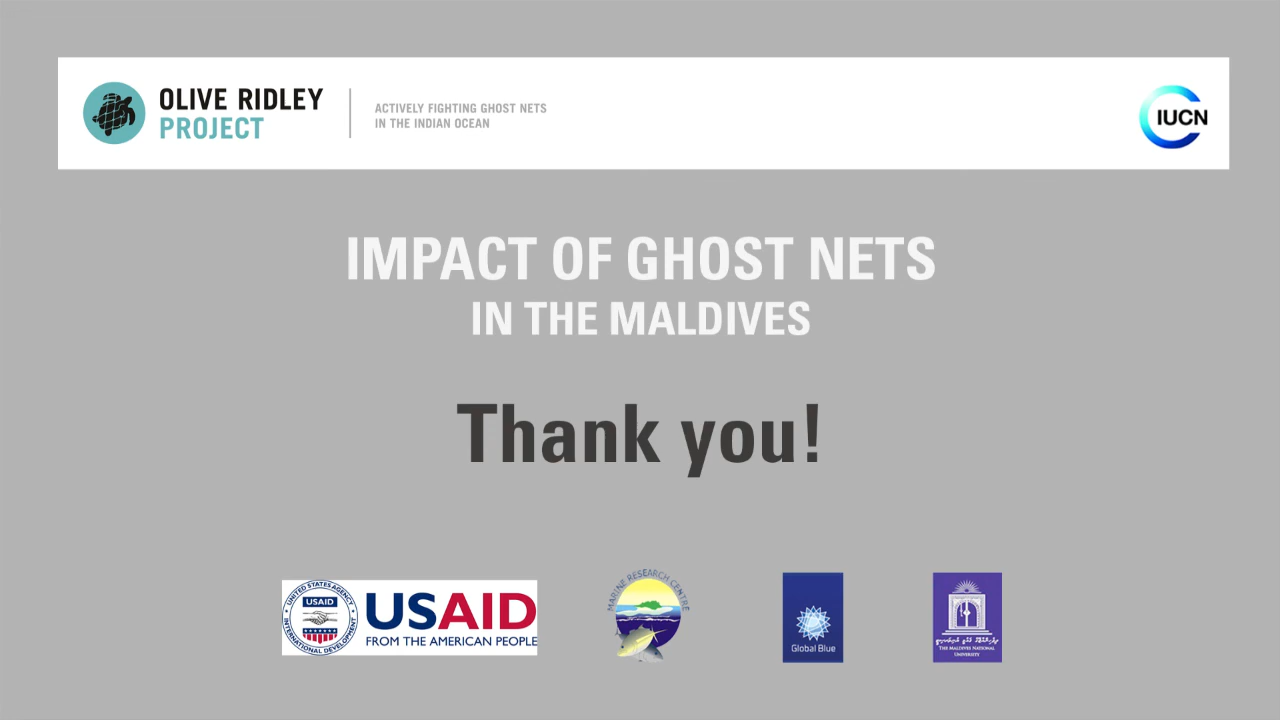 OLIVE RIDLEY
PROJECT
ACTIVELY FIGHTING GHOST NETS
IN THE INDIAN OCEAN
IUCN
IMPACT OF GHOST NETS
IN THE MALDIVES
Thank you!
UNITED STATES AGENCY
USAID
INTERNATIONAL DEVELOPMENT
USAID
FROM THE AMERICAN PEOPLE
MARINE RESEARCH CENTRE
Global Blue
THE MALDIVES NATIONAL
UNIVERSITY